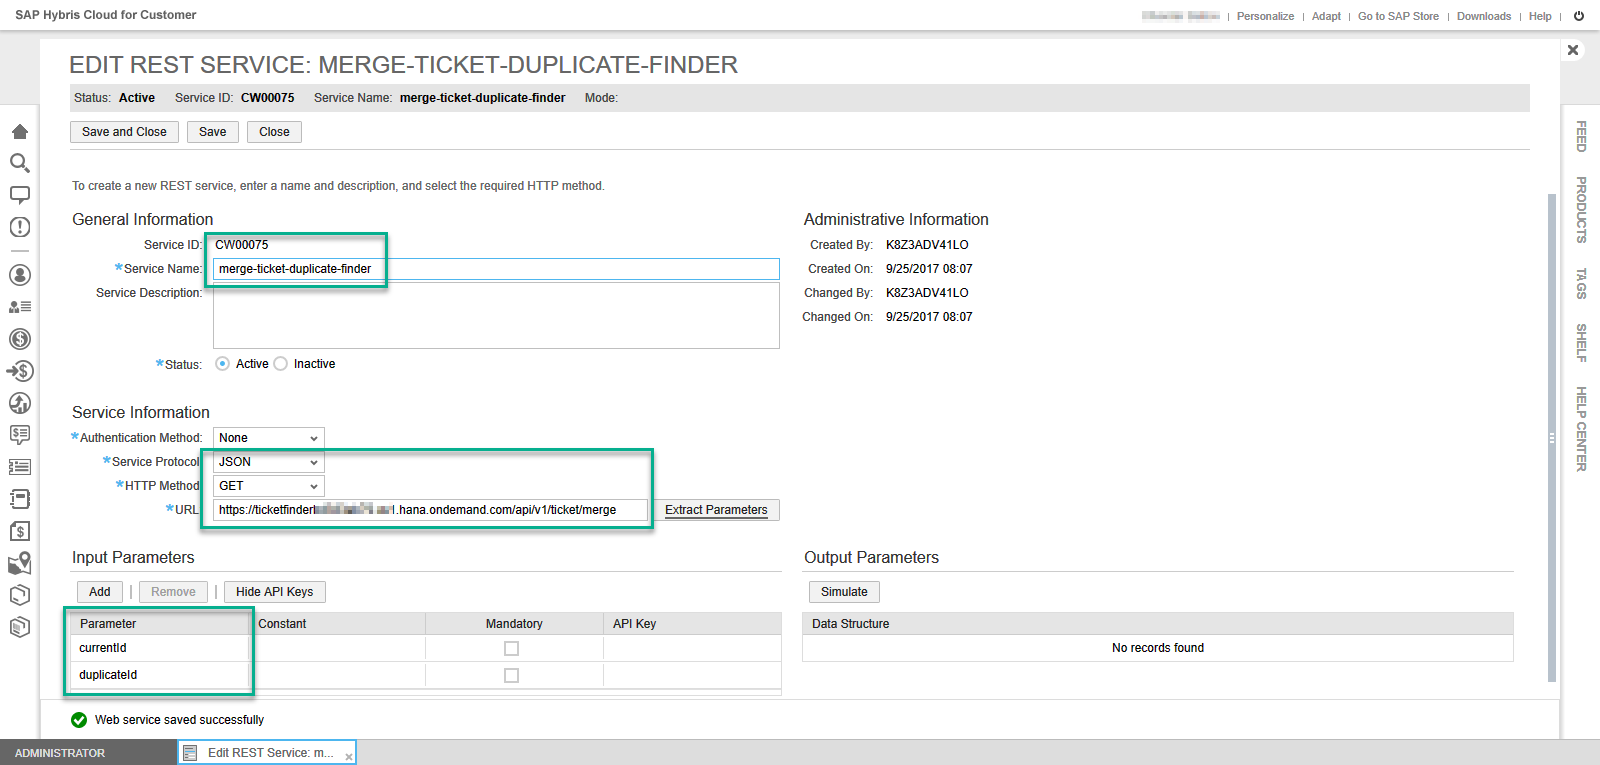 SAP Hybris Cloud for Customer
Personalize | Adapt | Go to SAP Store | Downloads | Help |
EDIT REST SERVICE: MERGE-TICKET-DUPLICATE-FINDER
Status: Active Service ID: CW00075 Service Name: merge-ticket-duplicate-finder Mode:
Save and Close Save Close
To create a new REST service, enter a name and description, and select the required HTTP method.
General Information
Service ID: CW00075
*Service Name: merge-ticket-duplicate-finder
Service Description:
*Status: Active Inactive
Administrative Information
Created By: K8Z3ADV41LO
Created On: 9/25/2017 08:07
Changed By: K8Z3ADV41LO
Changed On: 9/25/2017 08:07
Service Information
*Authentication Method: None
*Service Protocol JSON
*HTTP Method GET
*URL https://ticketfinder 1.hana.ondemand.com/api/v1/ticket/merge Extract Parameters
Input Parameters
Add | Remove | Hide API Keys
Parameter Constant Mandatory API Key
currentId
duplicateId
Output Parameters
Simulate
Data Structure
No records found
Web service saved successfully
FEED
PRODUCTS
TAGS
SHELF
HELP CENTER
ADMINISTRATOR Edit REST Service: m...